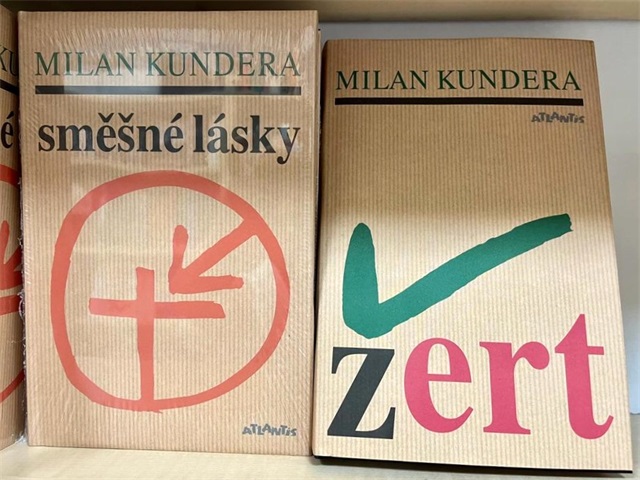 MILAN KUNDERA
směšné lásky
ATLANTIS
MILAN KUNDERA
ATLANTIS
žert